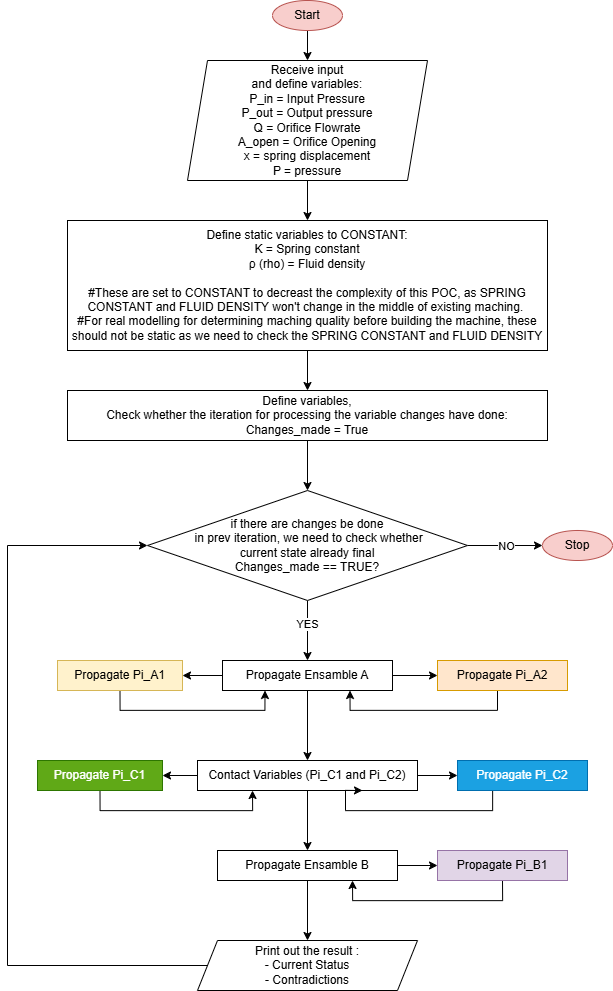 Start
Receive input
and define variables:
P_in = Input Pressure
P_out = Output pressure
Q = Orifice Flowrate
A_open = Orifice Opening
x = spring displacement
P = pressure
Define static variables to CONSTANT:
K = Spring constant
ρ (rho) = Fluid density
#These are set to CONSTANT to decreast the complexity of this POC, as SPRING
CONSTANT and FLUID DENSITY won't change in the middle of existing maching.
#For real modelling for determining maching quality before building the machine, these
should not be static as we need to check the SPRING CONSTANT and FLUID DENSITY
Define variables,
Check whether the iteration for processing the variable changes have done:
Changes_made = True
if there are changes be done
in prev iteration, we need to check whether
current state already final
Changes_made == TRUE?
NO
Stop
YES
Propagate Pi_A1
Propagate Ensamble A
Propagate Pi_A2
Propagate Pi_C1
Contact Variables (Pi_C1 and Pi_C2)
Propagate Pi_C2
Propagate Ensamble B
Propagate Pi_B1
Print out the result :
- Current Status
- Contradictions